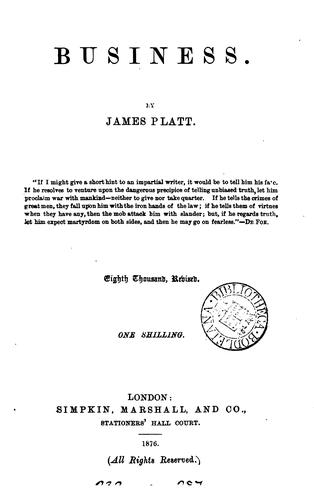 BUSINESS.
BY
JAMES PLATT.
"If I might give a short hint to an impartial writer, it would be to tell him his fate.
If he resolves to venture upon the dangerous precipice of telling unbiased truth, let him
proclaim war with mankind—neither to give nor take quarter. If he tells the crimes of
great men, they fall upon him with the iron hands of the law; if he tells them of virtues
when they have any, then the mob attack him with slander; but, if he regards truth,
let him expect martyrdom on both sides, and then he may go on fearless."—DE FOE.
Eighth Thousand, Revised.
ONE SHILLING.
BIBLIOTHECA
BODLEIANA
LONDON:
SIMPKIN, MARSHALL, AND CO.,
STATIONERS' HALL COURT.
1876.
(All Rights Reserved.)